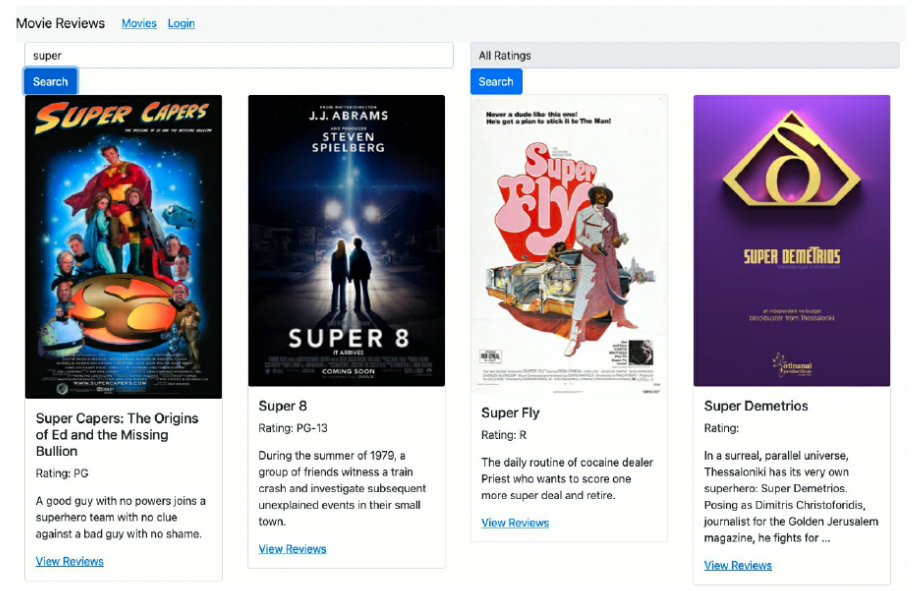 Movie Reviews Movies Login
super
All Ratings
Search
Search
SUPER CAPERS
THE ORIGINS OF ED AND THE MISSING BULLION
WWW.SUPERCAPERS.COM
Super Capers: The Origins
of Ed and the Missing
Bullion
Rating: PG
A good guy with no powers joins a
superhero team with no clue
against a bad guy with no shame.
View Reviews
FROM WRITER/DIRECTOR
J.J. ABRAMS
AND PRODUCER
STEVEN
SPIELBERG
SUPER 8
IT ARRIVES
COMING SOON
Super 8
Rating: PG-13
During the summer of 1979, a
group of friends witness a train
crash and investigate subsequent
unexplained events in their small
town.
View Reviews
Never a dude like this one!
He's got a plan to stick it to The Man!
Super
Fly
Super Fly
Rating: R
The daily routine of cocaine dealer
Priest who wants to score one
more super deal and retire.
View Reviews
SUPER DEMETRIOS
an independent no budget
blockbuster from Thessaloniki
Super Demetrios
Rating:
In a surreal, parallel universe,
Thessaloniki has its very own
superhero: Super Demetrios.
Posing as Dimitris Christoforidis,
journalist for the Golden Jerusalem
magazine, he fights for ...
View Reviews